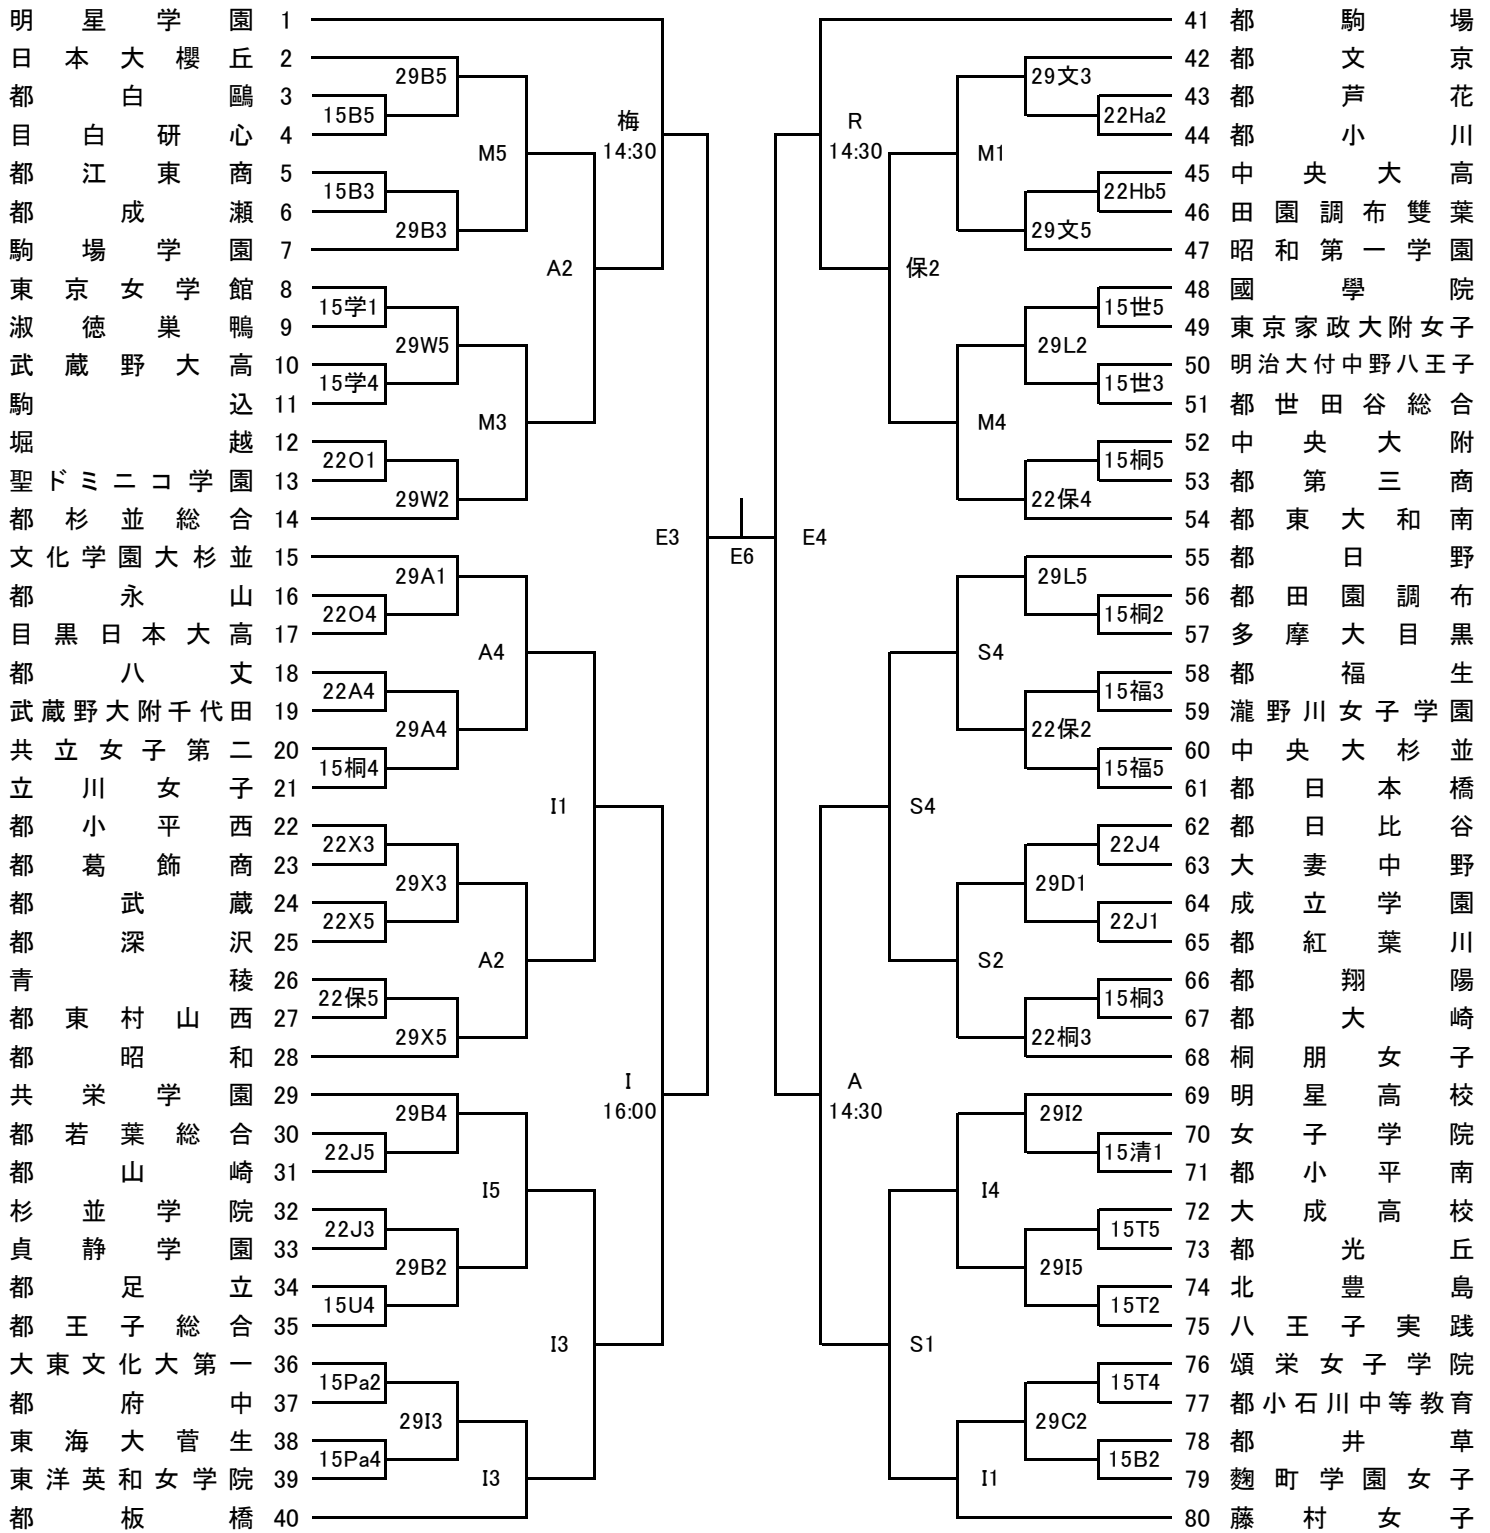 明星学園 1
日本大櫻丘 2
都白鷗 3
目白研心 4
都江東商 5
都成瀬 6
駒場学園 7
東京女学館 8
淑徳巣鴨 9
武蔵野大高 10
駒込 11
堀越 12
聖ドミニコ学園 13
都杉並総合 14
文化学園大杉並 15
都永山 16
目黒日本大高 17
都八丈 18
武蔵野大附千代田 19
共立女子第二 20
立川女子 21
都小平西 22
都葛飾商 23
都武蔵 24
都深沢 25
青稜 26
都東村山西 27
都昭和 28
共栄学園 29
都若葉総合 30
都山崎 31
杉並学院 32
貞静学園 33
都足立 34
都王子総合 35
大東文化大第一 36
都府中 37
東海大菅生 38
東洋英和女学院 39
都板橋 40
15B5
15B3
15学1
15学4
22O1
22O4
22A4
15桐4
22X3
22X5
22保5
22J5
22J3
15U4
15Pa2
15Pa4
29B5
29B3
29W5
29W2
29A1
29A4
29X3
29X5
29B4
29B2
29I3
M5
M3
A4
A2
I5
I3
A2
I1
I3
梅
14:30
I
16:00
E3
E6
E4
R
14:30
A
14:30
保2
S4
S1
M1
M4
S4
S2
I4
I1
29文3
29文5
29L2
22保4
29L5
22保2
29D1
22桐3
29I2
29I5
29C2
22Ha2
22Hb5
15世5
15世3
15桐5
15桐2
15福3
15福5
22J4
22J1
15桐3
15清1
15T5
15T2
15T4
15B2
41 都駒場
42 都文京
43 都芦花
44 都小川
45 中央大高
46 田園調布雙葉
47 昭和第一学園
48 國學院
49 東京家政大附女子
50 明治大付中野八王子
51 都世田谷総合
52 中央大附
53 都第三商
54 都東大和南
55 都日野
56 都田園調布
57 多摩大目黒
58 都福生
59 瀧野川女子学園
60 中央大杉並
61 都日本橋
62 都日比谷
63 大妻中野
64 成立学園
65 都紅葉川
66 都翔陽
67 都大崎
68 桐朋女子
69 明星高校
70 女子学院
71 都小平南
72 大成高校
73 都光丘
74 北豊島
75 八王子実践
76 頌栄女子学院
77 都小石川中等教育
78 都井草
79 麴町学園女子
80 藤村女子